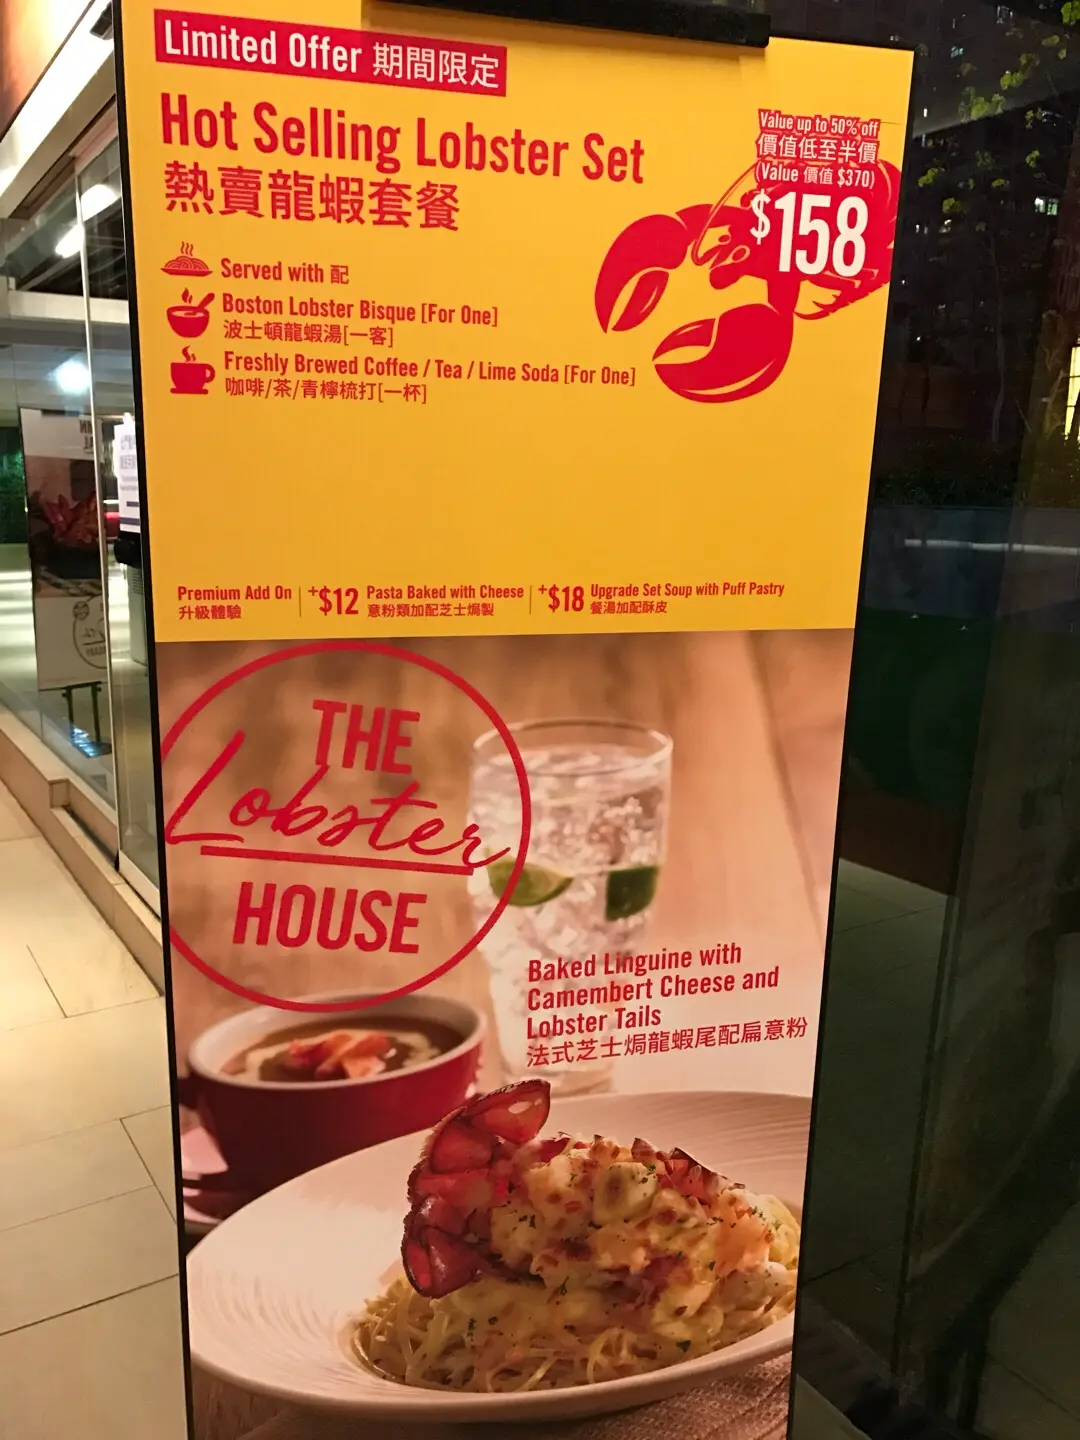 Limited Offer 期間限定
Hot Selling Lobster Set
熱賣龍蝦套餐
Value up to 50% off
價值低至半價
(Value 價值 $370)
$158
Served with 配
Boston Lobster Bisque [For One]
波士頓龍蝦湯[一客]
Freshly Brewed Coffee / Tea / Lime Soda [For One]
咖啡/茶/青檸梳打[一杯]
Premium Add On
升級體驗
+$12 Pasta Baked with Cheese
意粉類加配芝士焗製
+$18 Upgrade Set Soup with Puff Pastry
餐湯加配酥皮
THE
Lobster
HOUSE
Baked Linguine with
Camembert Cheese and
Lobster Tails
法式芝士焗龍蝦尾配扁意粉